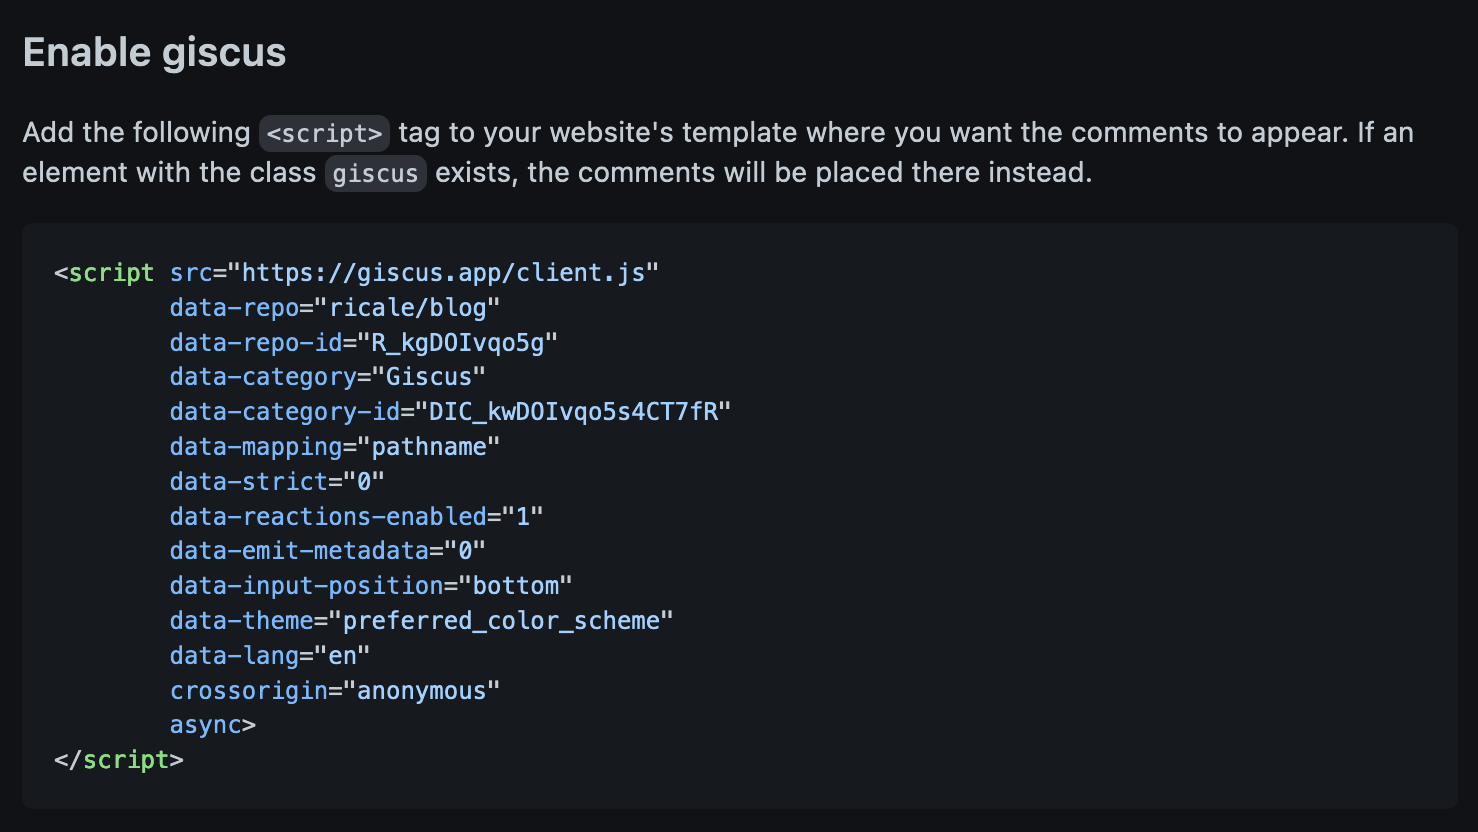 Enable giscus
Add the following <script> tag to your website's template where you want the comments to appear. If an
element with the class giscus exists, the comments will be placed there instead.
<script src="https://giscus.app/client.js"
        data-repo="ricale/blog"
        data-repo-id="R_kgDOIvqo5g"
        data-category="Giscus"
        data-category-id="DIC_kwDOIvqo5s4CT7fR"
        data-mapping="pathname"
        data-strict="0"
        data-reactions-enabled="1"
        data-emit-metadata="0"
        data-input-position="bottom"
        data-theme="preferred_color_scheme"
        data-lang="en"
        crossorigin="anonymous"
        async>
</script>